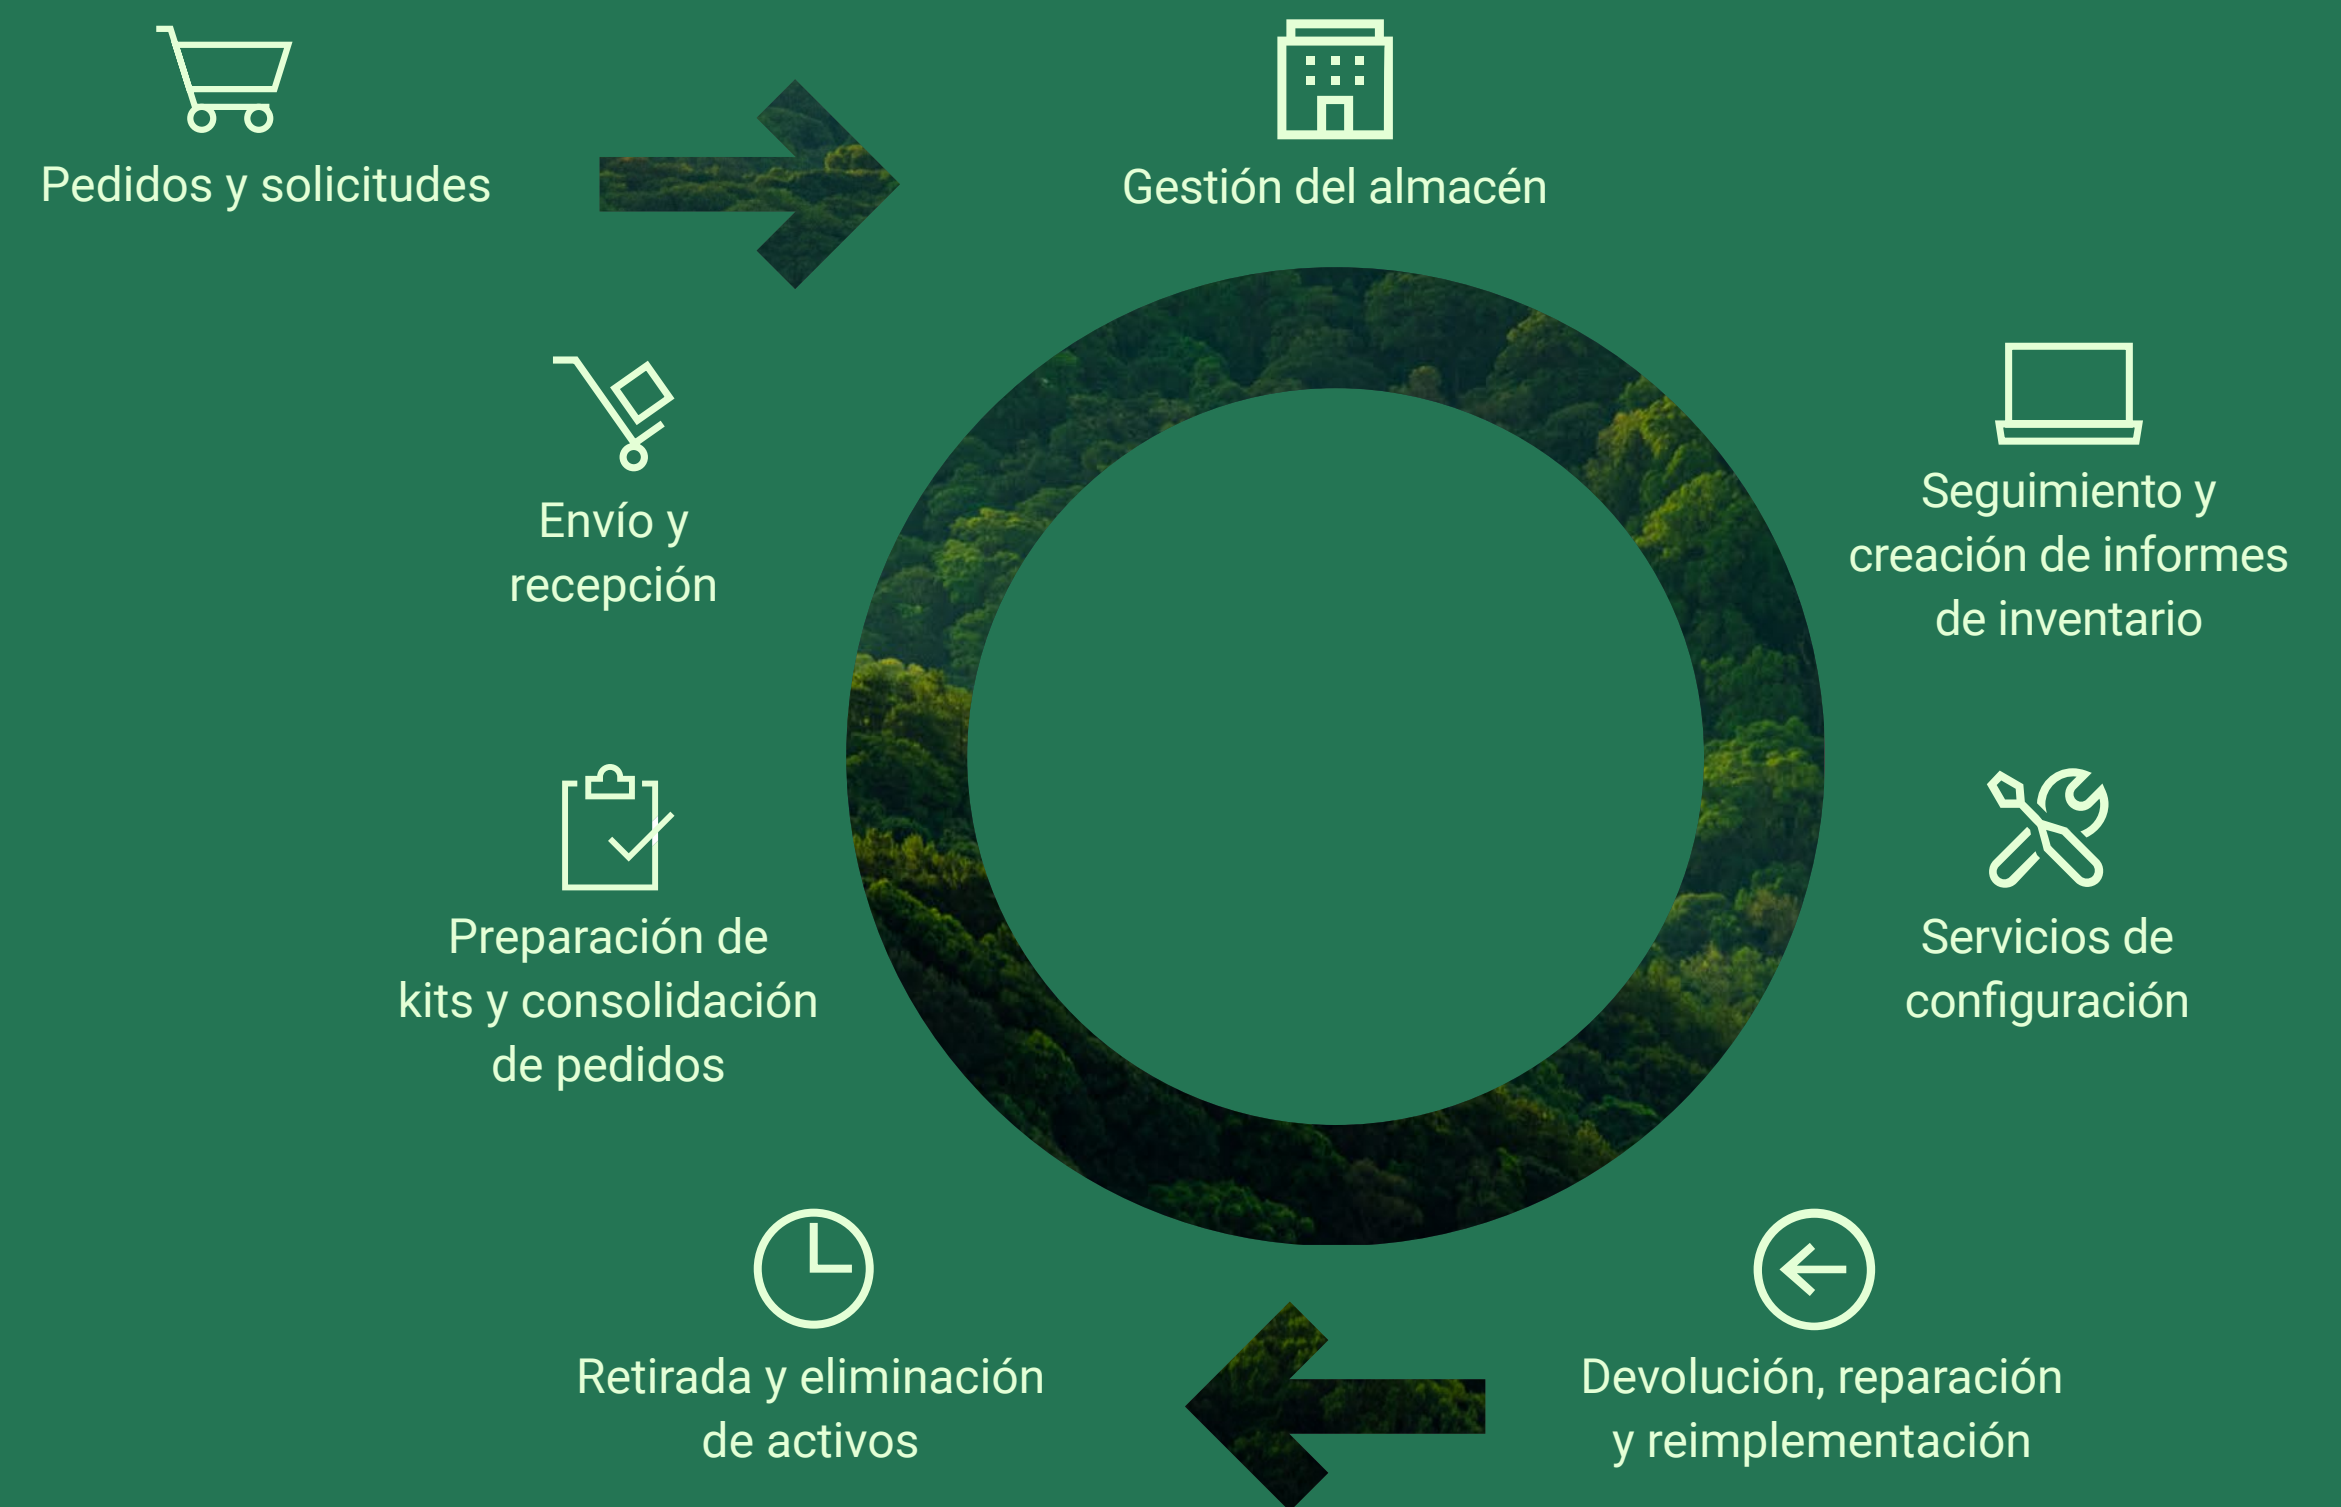 Pedidos y solicitudes
Gestión del almacén
Seguimiento y
creación de informes
de inventario
Servicios de
configuración
Devolución, reparación
y reimplementación
Retirada y eliminación
de activos
Preparación de
kits y consolidación
de pedidos
Envío y
recepción